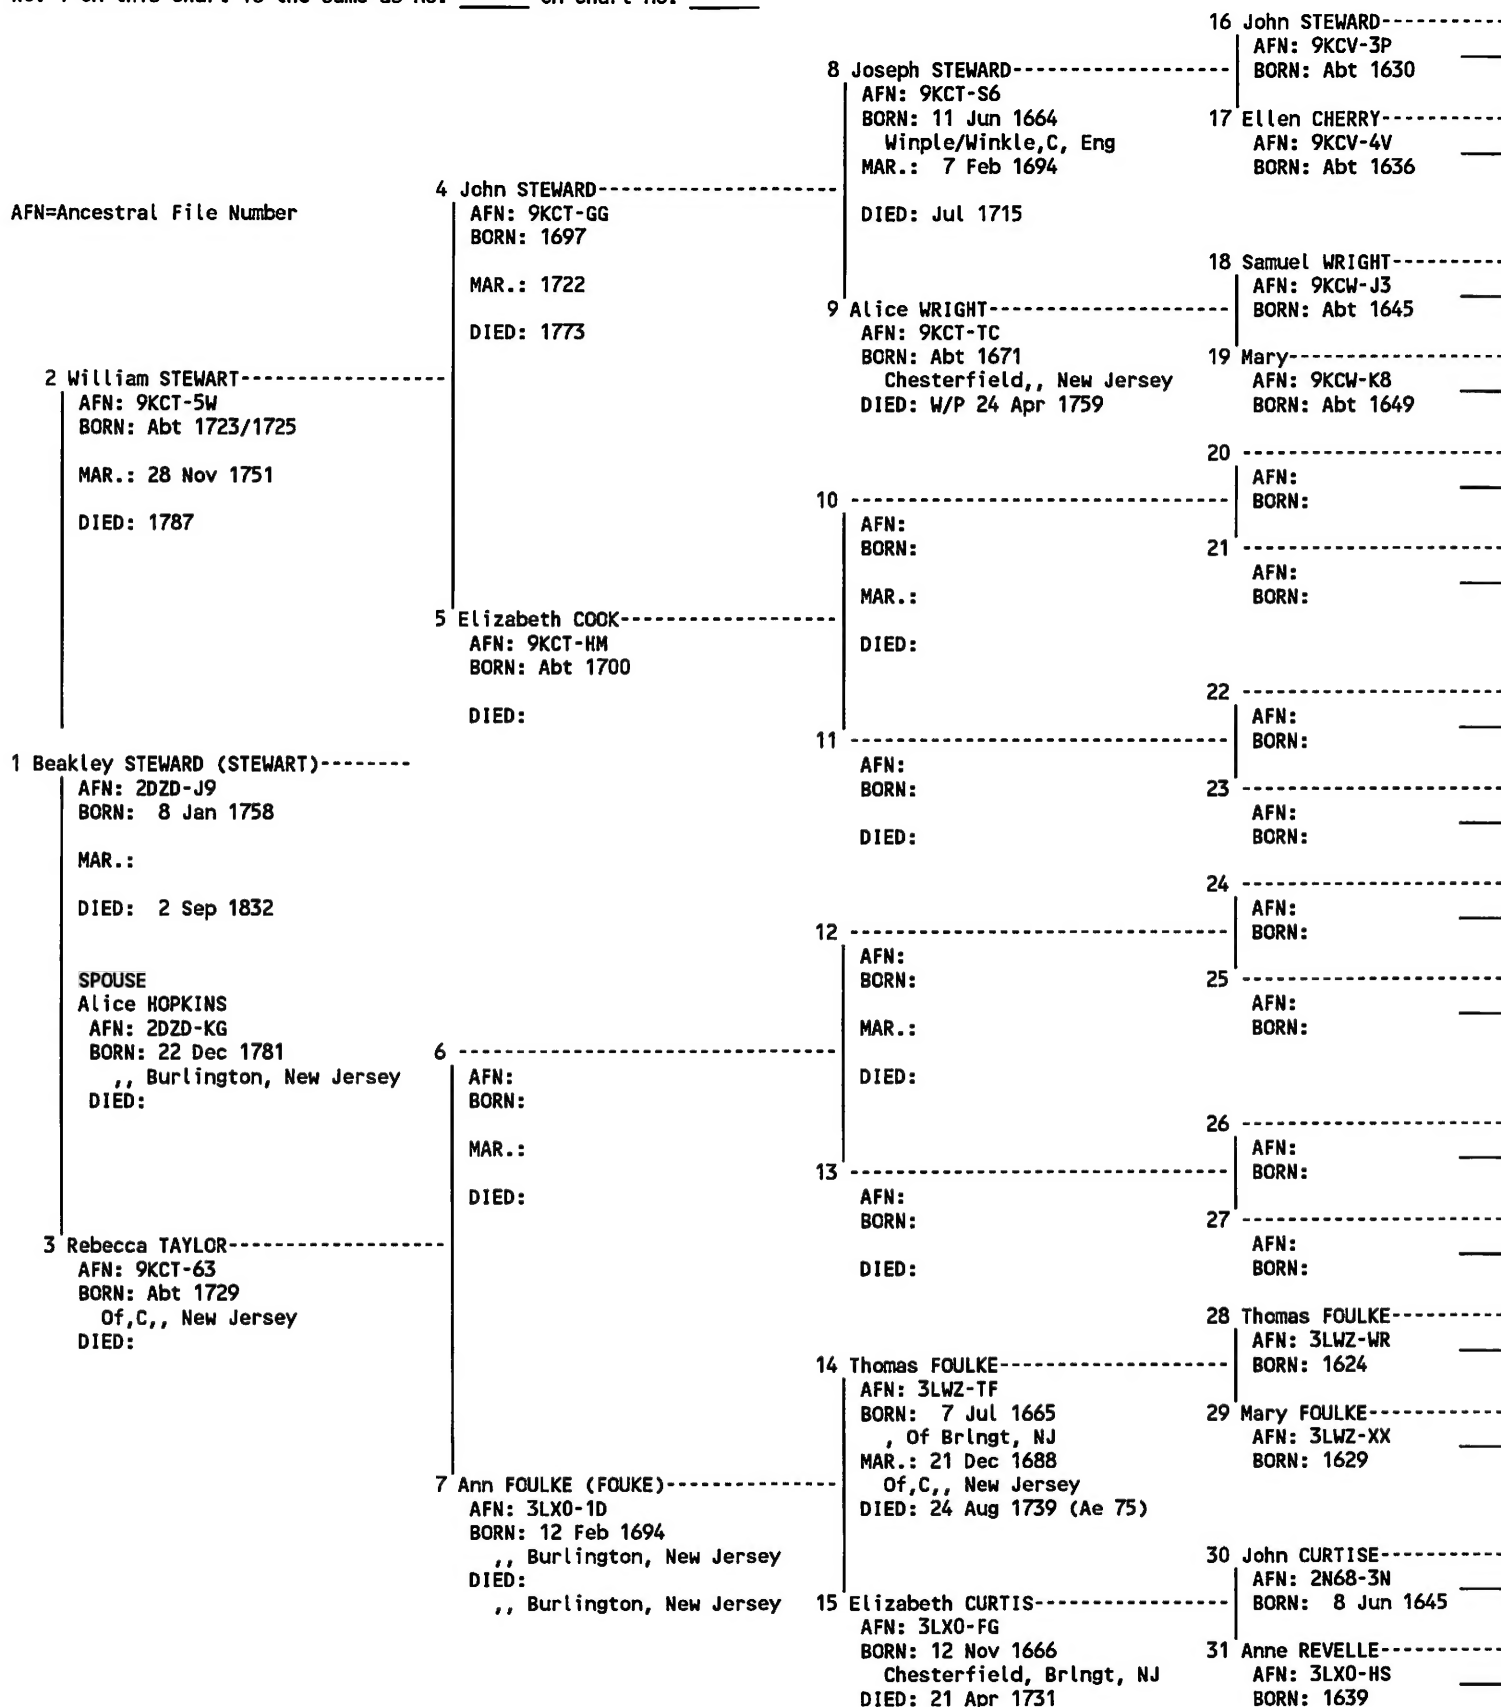 16 John STEWARD
AFN: 9KCV-3P
BORN: Abt 1630
8 Joseph STEWARD
AFN: 9KCT-S6
BORN: 11 Jun 1664
Winple/Winkle,C, Eng
MAR.: 7 Feb 1694
DIED: Jul 1715
17 Ellen CHERRY
AFN: 9KCV-4V
BORN: Abt 1636
4 John STEWARD
AFN: 9KCT-GG
BORN: 1697
MAR.: 1722
DIED: 1773
AFN=Ancestral File Number
18 Samuel WRIGHT
AFN: 9KCW-J3
BORN: Abt 1645
9 Alice WRIGHT
AFN: 9KCT-TC
BORN: Abt 1671
Chesterfield,, New Jersey
DIED: W/P 24 Apr 1759
19 Mary
AFN: 9KCW-K8
BORN: Abt 1649
2 William STEWART
AFN: 9KCT-5W
BORN: Abt 1723/1725
MAR.: 28 Nov 1751
DIED: 1787
20
AFN:
BORN:
10
AFN:
BORN:
MAR.:
DIED:
21
AFN:
BORN:
5 Elizabeth COOK
AFN: 9KCT-HM
BORN: Abt 1700
DIED:
22
AFN:
BORN:
11
AFN:
BORN:
DIED:
23
AFN:
BORN:
1 Beakley STEWARD (STEWART)
AFN: 2DZD-J9
BORN: 8 Jan 1758
MAR.:
DIED: 2 Sep 1832
SPOUSE
Alice HOPKINS
AFN: 2DZD-KG
BORN: 22 Dec 1781
,, Burlington, New Jersey
DIED:
24
AFN:
BORN:
12
AFN:
BORN:
MAR.:
DIED:
25
AFN:
BORN:
6
AFN:
BORN:
MAR.:
DIED:
26
AFN:
BORN:
13
AFN:
BORN:
DIED:
27
AFN:
BORN:
3 Rebecca TAYLOR
AFN: 9KCT-63
BORN: Abt 1729
Of,C,, New Jersey
DIED:
28 Thomas FOULKE
AFN: 3LWZ-WR
BORN: 1624
14 Thomas FOULKE
AFN: 3LWZ-TF
BORN: 7 Jul 1665
, Of Brlngt, NJ
MAR.: 21 Dec 1688
Of,C,, New Jersey
DIED: 24 Aug 1739 (Ae 75)
29 Mary FOULKE
AFN: 3LWZ-XX
BORN: 1629
7 Ann FOULKE (FOUKE)
AFN: 3LX0-1D
BORN: 12 Feb 1694
,, Burlington, New Jersey
DIED:
,, Burlington, New Jersey
30 John CURTISE
AFN: 2N68-3N
BORN: 8 Jun 1645
15 Elizabeth CURTIS
AFN: 3LX0-FG
BORN: 12 Nov 1666
Chesterfield, Brlngt, NJ
DIED: 21 Apr 1731
31 Anne REVELLE
AFN: 3LX0-HS
BORN: 1639